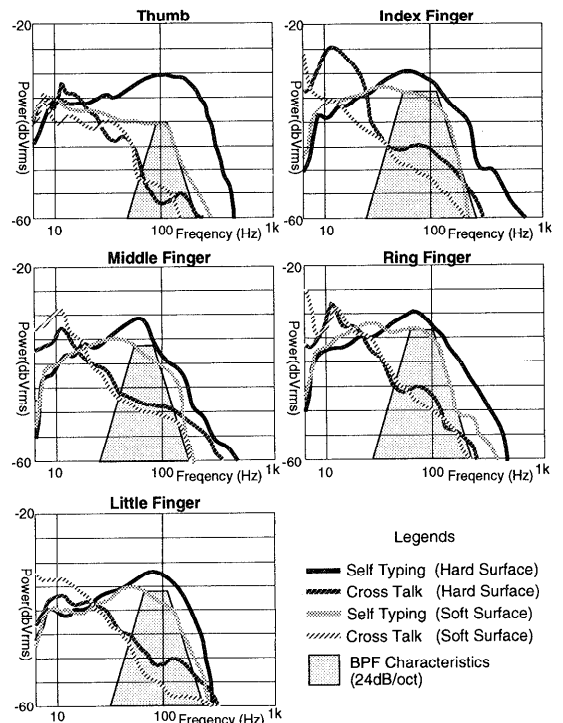 Thumb
-20
Power(dbVrms)
-60
100 Freqency (Hz) 1k
Index Finger
-20
Power(dbVrms)
-60
10 100 Freqency (Hz) 1k
Middle Finger
-20
Power(dbVrms)
-60
10 100 Freqency (Hz) 1k
Ring Finger
-20
Power(dbVrms)
-60
10 100 Freqency (Hz) 1k
Little Finger
-20
Power(dbVrms)
-60
10 100 Freqency (Hz) 1k
Legends
Self Typing (Hard Surface)
Cross Talk (Hard Surface)
Self Typing (Soft Surface)
Cross Talk (Soft Surface)
BPF Characteristics
(24dB/oct)